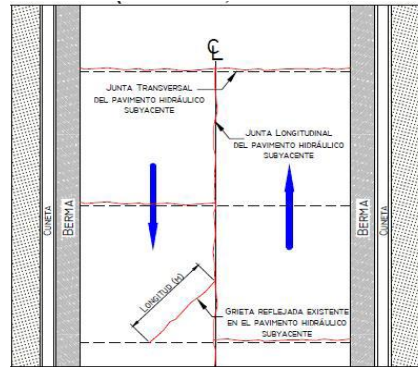 ℄
JUNTA TRANSVERSAL
DEL PAVIMENTO HIDRÁULICO
SUBYACENTE
JUNTA LONGITUDINAL
DEL PAVIMENTO HIDRÁULICO
SUBYACENTE
CUNETA
BERMA
BERMA
CUNETA
LONGITUD (M)
GRIETA REFLEJADA EXISTENTE
EN EL PAVIMENTO HIDRÁULICO
SUBYACENTE